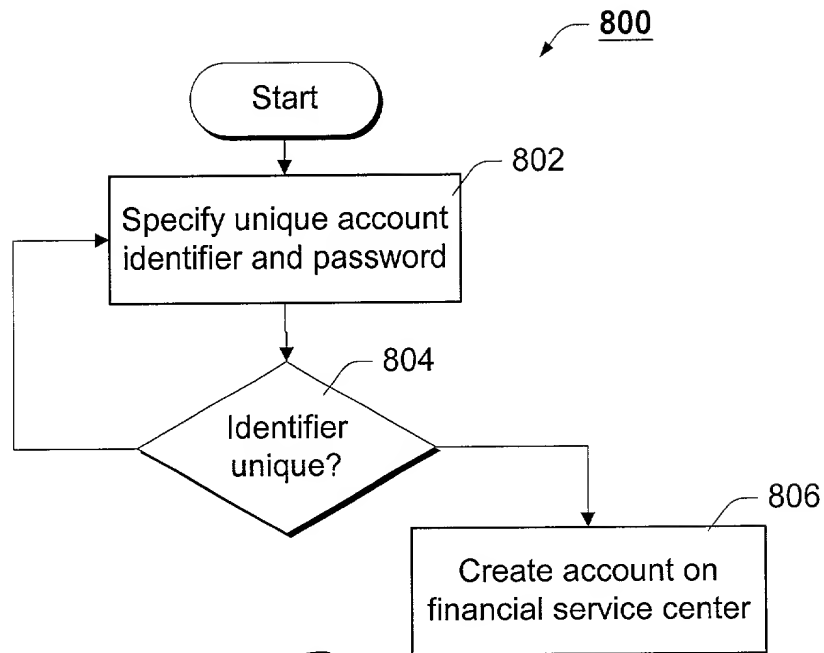 800
Start
802
Specify unique account
identifier and password
804
Identifier
unique?
806
Create account on
financial service center